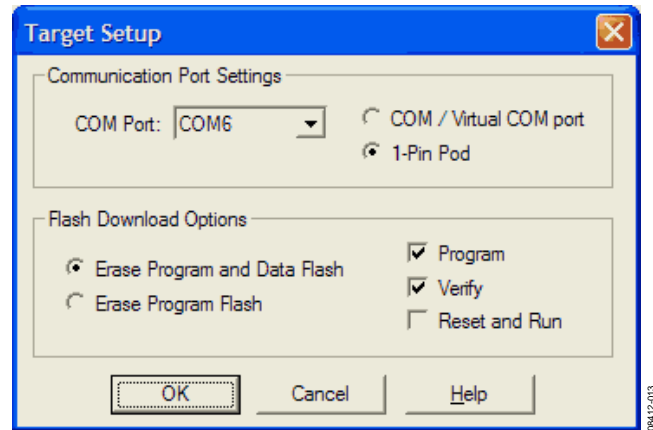 Target Setup
Communication Port Settings
COM Port: COM6
COM / Virtual COM port
1-Pin Pod
Flash Download Options
Erase Program and Data Flash
Erase Program Flash
Program
Verify
Reset and Run
OK Cancel Help
08412-013